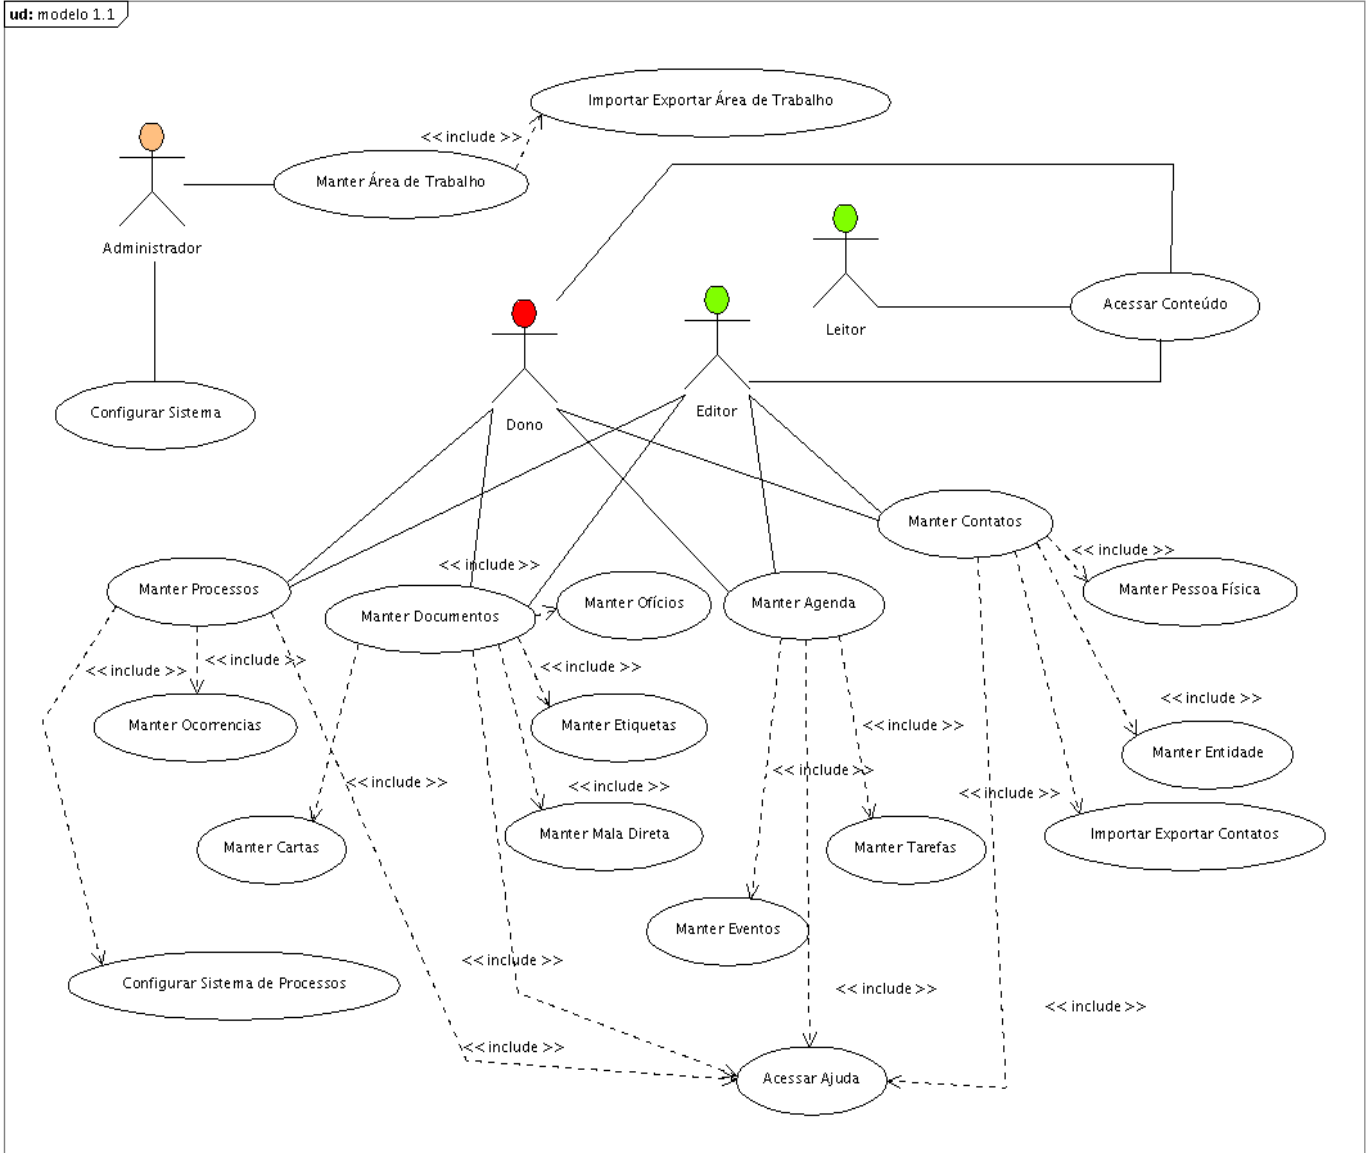 ud: modelo 1.1
Importar Exportar Área de Trabalho
<< include >>
Manter Área de Trabalho
Administrador
Leitor
Acessar Conteúdo
Configurar Sistema
Dono
Editor
Manter Contatos
<< include >>
<< include >>
Manter Processos
Manter Documentos
Manter Ofícios
Manter Agenda
Manter Pessoa Física
<< include >>
<< include >>
<< include >>
<< include >>
Manter Ocorrencias
Manter Etiquetas
<< include >>
Manter Entidade
<< include >>
<< include >>
<< include >>
<< include >>
Manter Cartas
Manter Mala Direta
Manter Tarefas
Importar Exportar Contatos
Manter Eventos
Configurar Sistema de Processos
<< include >>
<< include >>
<< include >>
<< include >>
Acessar Ajuda